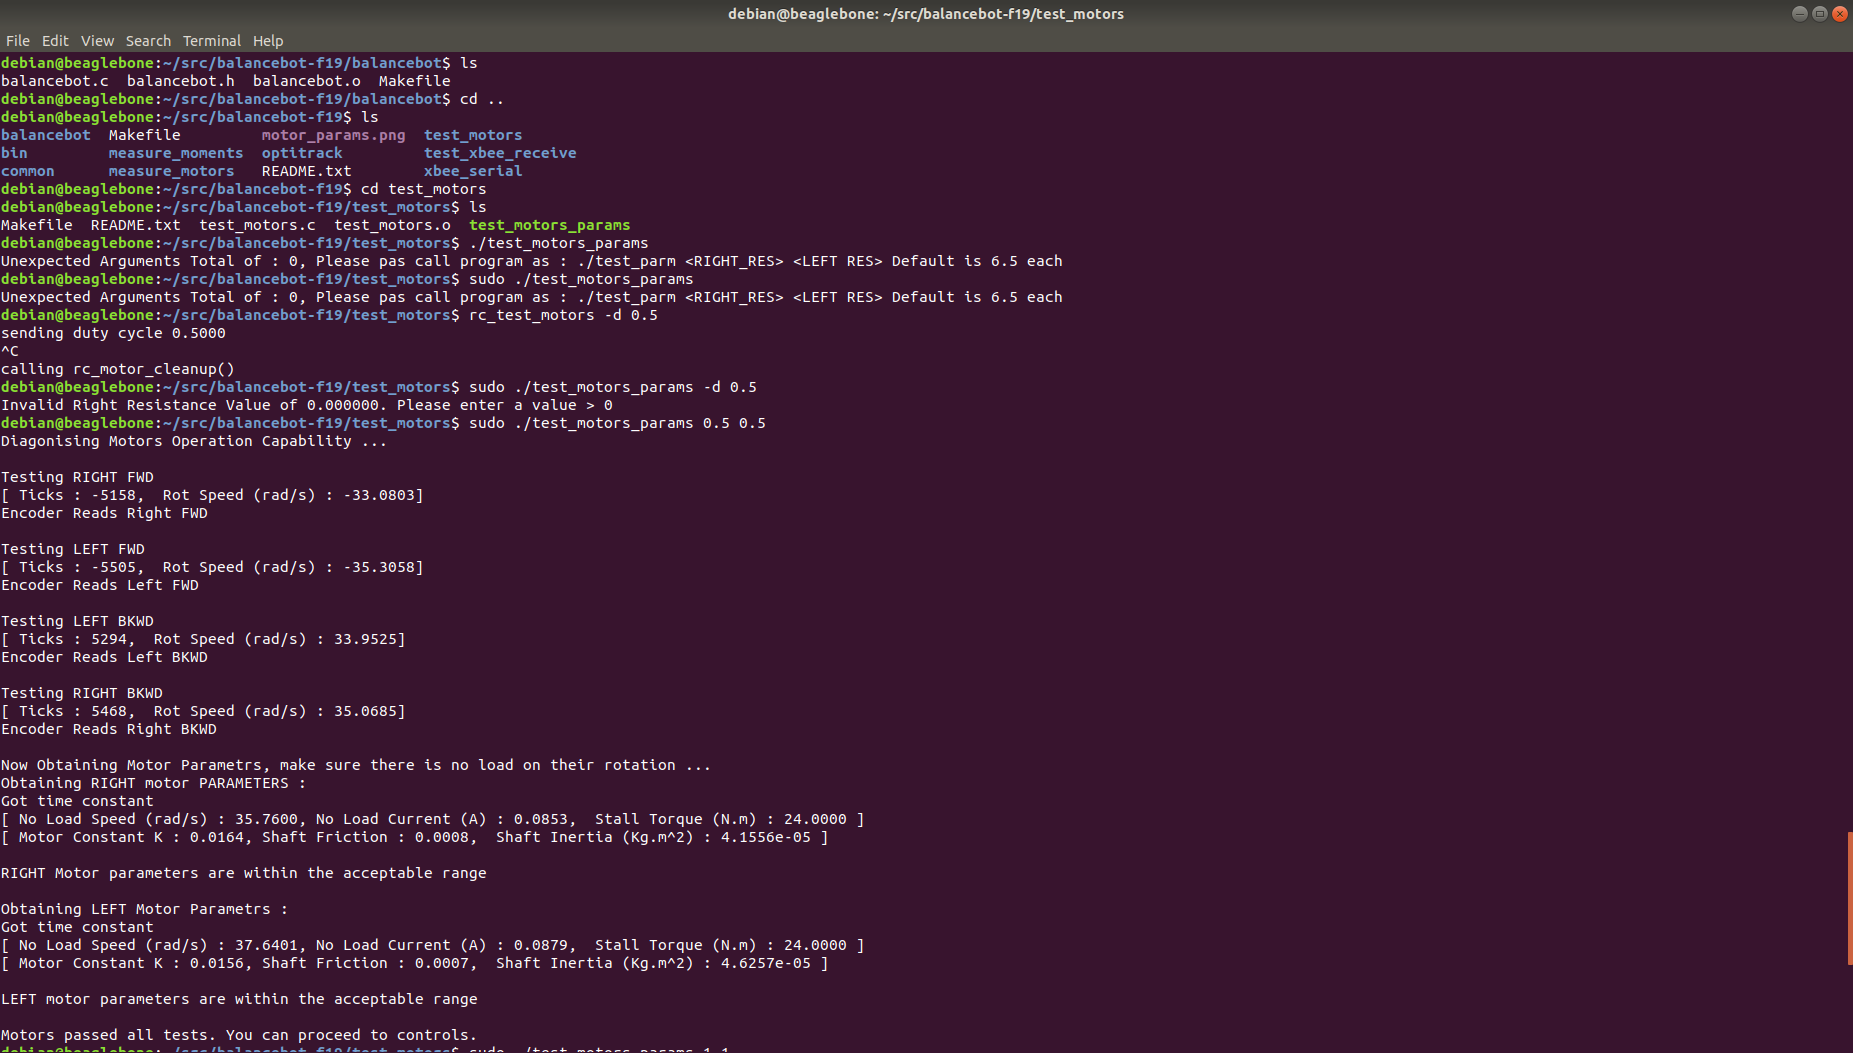 debian@beaglebone: ~/src/balancebot-f19/test_motors
File Edit View Search Terminal Help
debian@beaglebone:~/src/balancebot-f19/balancebot$ ls
balancebot.c  balancebot.h  balancebot.o  Makefile
debian@beaglebone:~/src/balancebot-f19/balancebot$ cd ..
debian@beaglebone:~/src/balancebot-f19$ ls
balancebot  Makefile         motor_params.png  test_motors
bin         measure_moments  optitrack         test_xbee_receive
common      measure_motors   README.txt        xbee_serial
debian@beaglebone:~/src/balancebot-f19$ cd test_motors
debian@beaglebone:~/src/balancebot-f19/test_motors$ ls
Makefile  README.txt  test_motors.c  test_motors.o  test_motors_params
debian@beaglebone:~/src/balancebot-f19/test_motors$ ./test_motors_params
Unexpected Arguments Total of : 0, Please pas call program as : ./test_parm <RIGHT_RES> <LEFT RES> Default is 6.5 each
debian@beaglebone:~/src/balancebot-f19/test_motors$ sudo ./test_motors_params
Unexpected Arguments Total of : 0, Please pas call program as : ./test_parm <RIGHT_RES> <LEFT RES> Default is 6.5 each
debian@beaglebone:~/src/balancebot-f19/test_motors$ rc_test_motors -d 0.5
sending duty cycle 0.5000
^C
calling rc_motor_cleanup()
debian@beaglebone:~/src/balancebot-f19/test_motors$ sudo ./test_motors_params -d 0.5
Invalid Right Resistance Value of 0.000000. Please enter a value > 0
debian@beaglebone:~/src/balancebot-f19/test_motors$ sudo ./test_motors_params 0.5 0.5
Diagonising Motors Operation Capability ...
Testing RIGHT FWD
[ Ticks : -5158,  Rot Speed (rad/s) : -33.0803]
Encoder Reads Right FWD
Testing LEFT FWD
[ Ticks : -5505,  Rot Speed (rad/s) : -35.3058]
Encoder Reads Left FWD
Testing LEFT BKWD
[ Ticks : 5294,  Rot Speed (rad/s) : 33.9525]
Encoder Reads Left BKWD
Testing RIGHT BKWD
[ Ticks : 5468,  Rot Speed (rad/s) : 35.0685]
Encoder Reads Right BKWD
Now Obtaining Motor Parametrs, make sure there is no load on their rotation ...
Obtaining RIGHT motor PARAMETERS :
Got time constant
[ No Load Speed (rad/s) : 35.7600, No Load Current (A) : 0.0853,  Stall Torque (N.m) : 24.0000 ]
[ Motor Constant K : 0.0164, Shaft Friction : 0.0008,  Shaft Inertia (Kg.m^2) : 4.1556e-05 ]
RIGHT Motor parameters are within the acceptable range
Obtaining LEFT Motor Parametrs :
Got time constant
[ No Load Speed (rad/s) : 37.6401, No Load Current (A) : 0.0879,  Stall Torque (N.m) : 24.0000 ]
[ Motor Constant K : 0.0156, Shaft Friction : 0.0007,  Shaft Inertia (Kg.m^2) : 4.6257e-05 ]
LEFT motor parameters are within the acceptable range
Motors passed all tests. You can proceed to controls.
debian@beaglebone:~/src/balancebot-f19/test_motors$ sudo ./test_motors_params 1 1